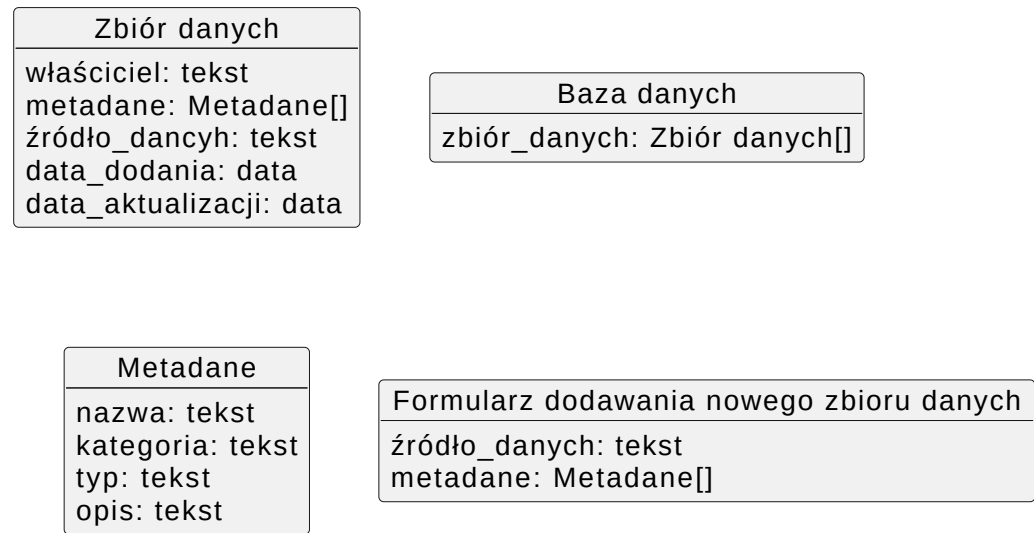 Zbiór danych
właściciel: tekst
metadane: Metadane[]
źródło_dancyh: tekst
data_dodania: data
data_aktualizacji: data
Baza danych
zbiór_danych: Zbiór danych[]
Metadane
nazwa: tekst
kategoria: tekst
typ: tekst
opis: tekst
Formularz dodawania nowego zbioru danych
źródło_danych: tekst
metadane: Metadane[]